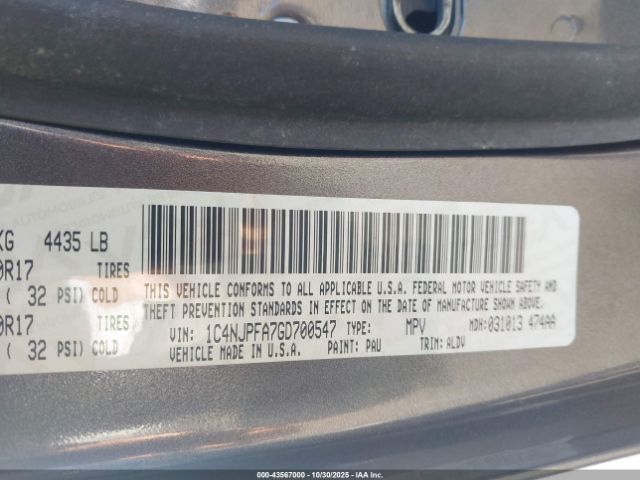 KG 4435 LB
0R17 TIRES
( 32 PSI) COLD
0R17 TIRES
( 32 PSI) COLD
THIS VEHICLE CONFORMS TO ALL APPLICABLE U.S.A. FEDERAL MOTOR VEHICLE SAFETY AND
THEFT PREVENTION STANDARDS IN EFFECT ON THE DATE OF MANUFACTURE SHOWN ABOVE.
VIN: 1C4NJPFA7GD700547 TYPE: MPV MDH:031013 474AA
VEHICLE MADE IN U.S.A. PAINT: PAU TRIM: ALDV
000-43567000 • 10/30/2025 • IAA Inc.